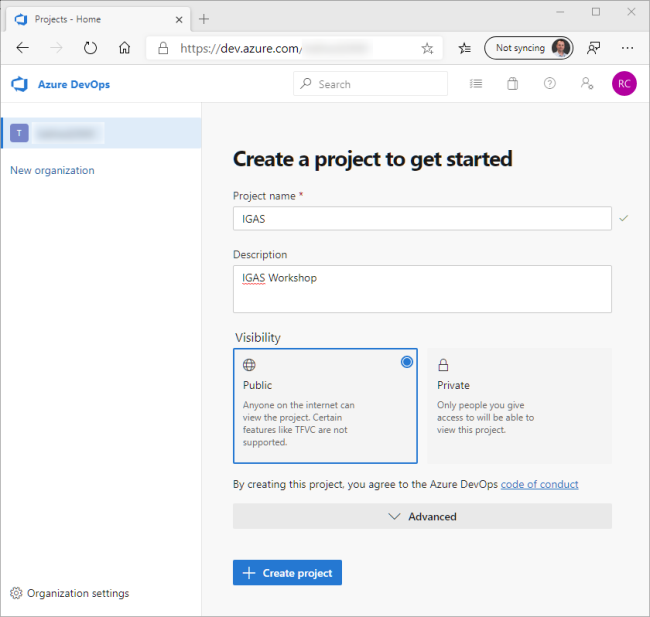 Projects - Home
https://dev.azure.com/
Not syncing
Azure DevOps
Search
RC
T
New organization
Create a project to get started
Project name *
IGAS
Description
IGAS Workshop
Visibility
Public
Anyone on the internet can
view the project. Certain
features like TFVC are not
supported.
Private
Only people you give
access to will be able to
view this project.
By creating this project, you agree to the Azure DevOps code of conduct
Advanced
Create project
Organization settings